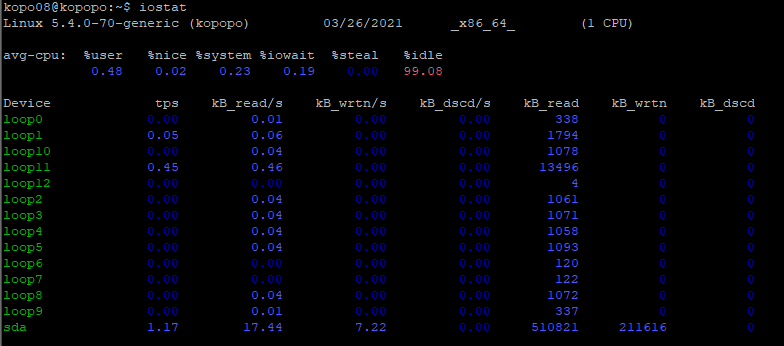 kopo08@kopopo:~$ iostat
Linux 5.4.0-70-generic (kopopo) 03/26/2021 _x86_64_ (1 CPU)
avg-cpu: %user %nice %system %iowait %steal %idle
0.48 0.02 0.23 0.19 0.00 99.08
Device tps kB_read/s kB_wrtn/s kB_dscd/s kB_read kB_wrtn kB_dscd
loop0 0.00 0.01 0.00 0.00 338 0 0
loop1 0.05 0.06 0.00 0.00 1794 0 0
loop10 0.00 0.04 0.00 0.00 1078 0 0
loop11 0.45 0.46 0.00 0.00 13496 0 0
loop12 0.00 0.00 0.00 0.00 4 0 0
loop2 0.00 0.04 0.00 0.00 1061 0 0
loop3 0.00 0.04 0.00 0.00 1071 0 0
loop4 0.00 0.04 0.00 0.00 1058 0 0
loop5 0.00 0.04 0.00 0.00 1093 0 0
loop6 0.00 0.00 0.00 0.00 120 0 0
loop7 0.00 0.00 0.00 0.00 122 0 0
loop8 0.00 0.04 0.00 0.00 1072 0 0
loop9 0.00 0.01 0.00 0.00 337 0 0
sda 1.17 17.44 7.22 0.00 510821 211616 0